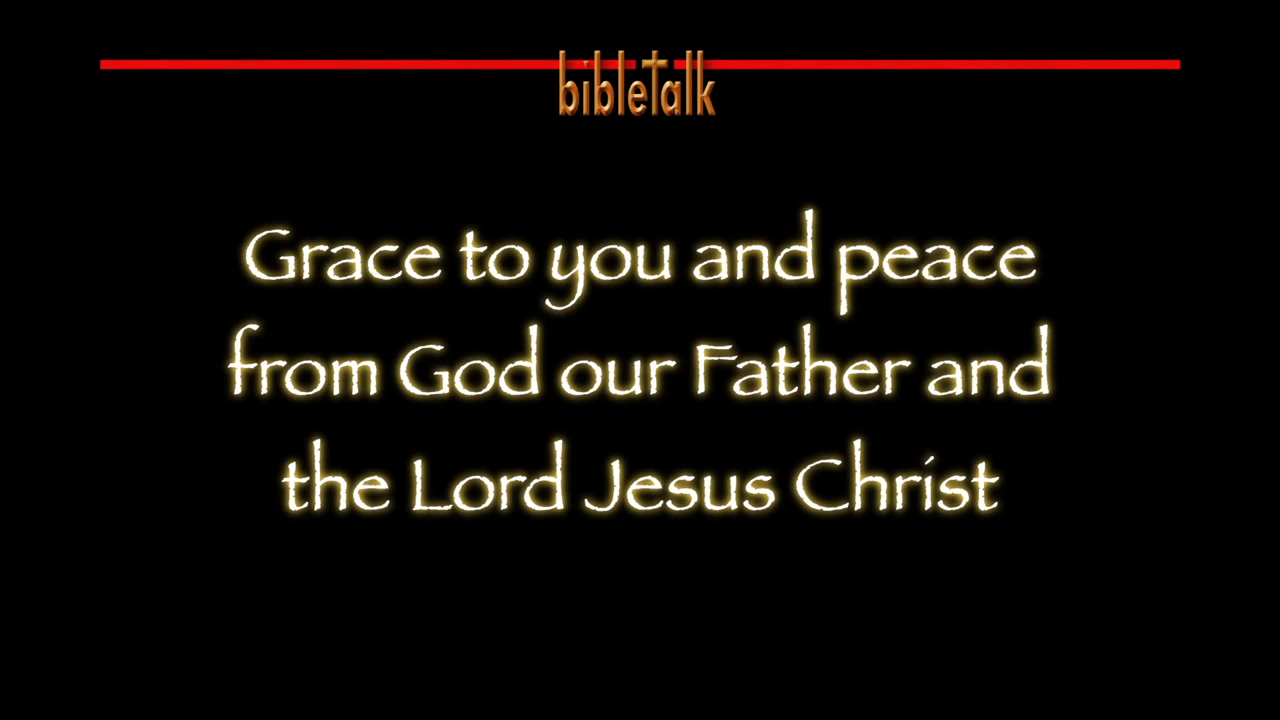 bibleTalk
Grace to you and peace
from God our Father and
the Lord Jesus Christ